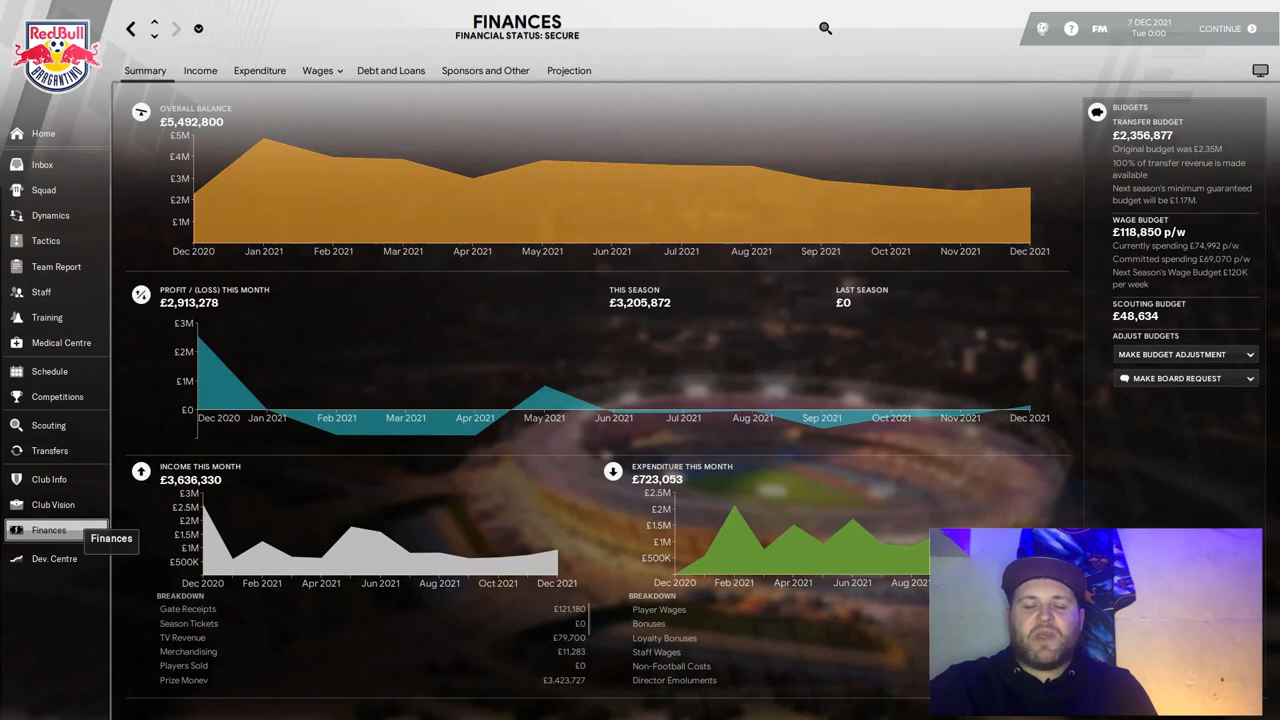 Red Bull
BRAGANTINO
FINANCES
FINANCIAL STATUS: SECURE
FM
7 DEC 2021
Tue 0:00
CONTINUE
Summary
Income
Expenditure
Wages
Debt and Loans
Sponsors and Other
Projection
Home
Inbox
Squad
Dynamics
Tactics
Team Report
Staff
Training
Medical Centre
Schedule
Competitions
Scouting
Transfers
Club Info
Club Vision
Finances
Finances
Dev. Centre
OVERALL BALANCE
£5,492,800
£5M
£4M
£3M
£2M
£1M
Dec 2020 Jan 2021 Feb 2021 Mar 2021 Apr 2021 May 2021 Jun 2021 Jul 2021 Aug 2021 Sep 2021 Oct 2021 Nov 2021 Dec 2021
PROFIT / (LOSS) THIS MONTH
£2,913,278
THIS SEASON
£3,205,872
LAST SEASON
£0
£3M
£2M
£1M
£0
Dec 2020 Jan 2021 Feb 2021 Mar 2021 Apr 2021 May 2021 Jun 2021 Jul 2021 Aug 2021 Sep 2021 Oct 2021 Nov 2021 Dec 2021
INCOME THIS MONTH
£3,636,330
£3M
£2.5M
£2M
£1.5M
£1M
£500K
Dec 2020 Feb 2021 Apr 2021 Jun 2021 Aug 2021 Oct 2021 Dec 2021
BREAKDOWN
Gate Receipts £121,180
Season Tickets £0
TV Revenue £79,700
Merchandising £11,283
Players Sold £0
Prize Money £3,423,727
EXPENDITURE THIS MONTH
£723,053
£2.5M
£2M
£1.5M
£1M
£500K
Dec 2020 Feb 2021 Apr 2021 Jun 2021 Aug 202
BREAKDOWN
Player Wages
Bonuses
Loyalty Bonuses
Staff Wages
Non-Football Costs
Director Emoluments
BUDGETS
TRANSFER BUDGET
£2,356,877
Original budget was £2.35M
100% of transfer revenue is made
available
Next season's minimum guaranteed
budget will be £1.17M.
WAGE BUDGET
£118,850 p/w
Currently spending £74,992 p/w
Committed spending £69,070 p/w
Next Season's Wage Budget £120K
per week
SCOUTING BUDGET
£48,634
ADJUST BUDGETS
MAKE BUDGET ADJUSTMENT
MAKE BOARD REQUEST